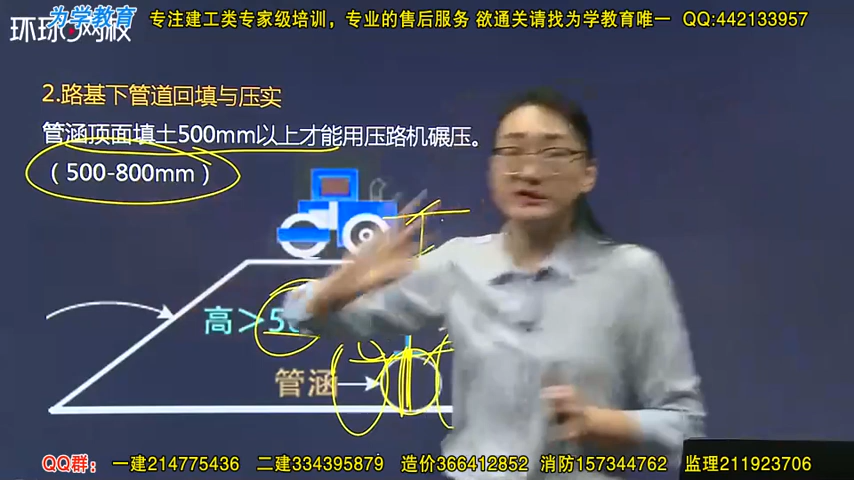 为学教育
环球网校
专注建工类专家级培训，专业的售后服务 欲通关请找为学教育唯一 QQ:442133957
2.路基下管道回填与压实
管涵顶面填土500mm以上才能用压路机碾压。
（500-800mm）
高＞50
管涵
QQ群： 一建214775436 二建334395879 造价366412852 消防157344762 监理211923706